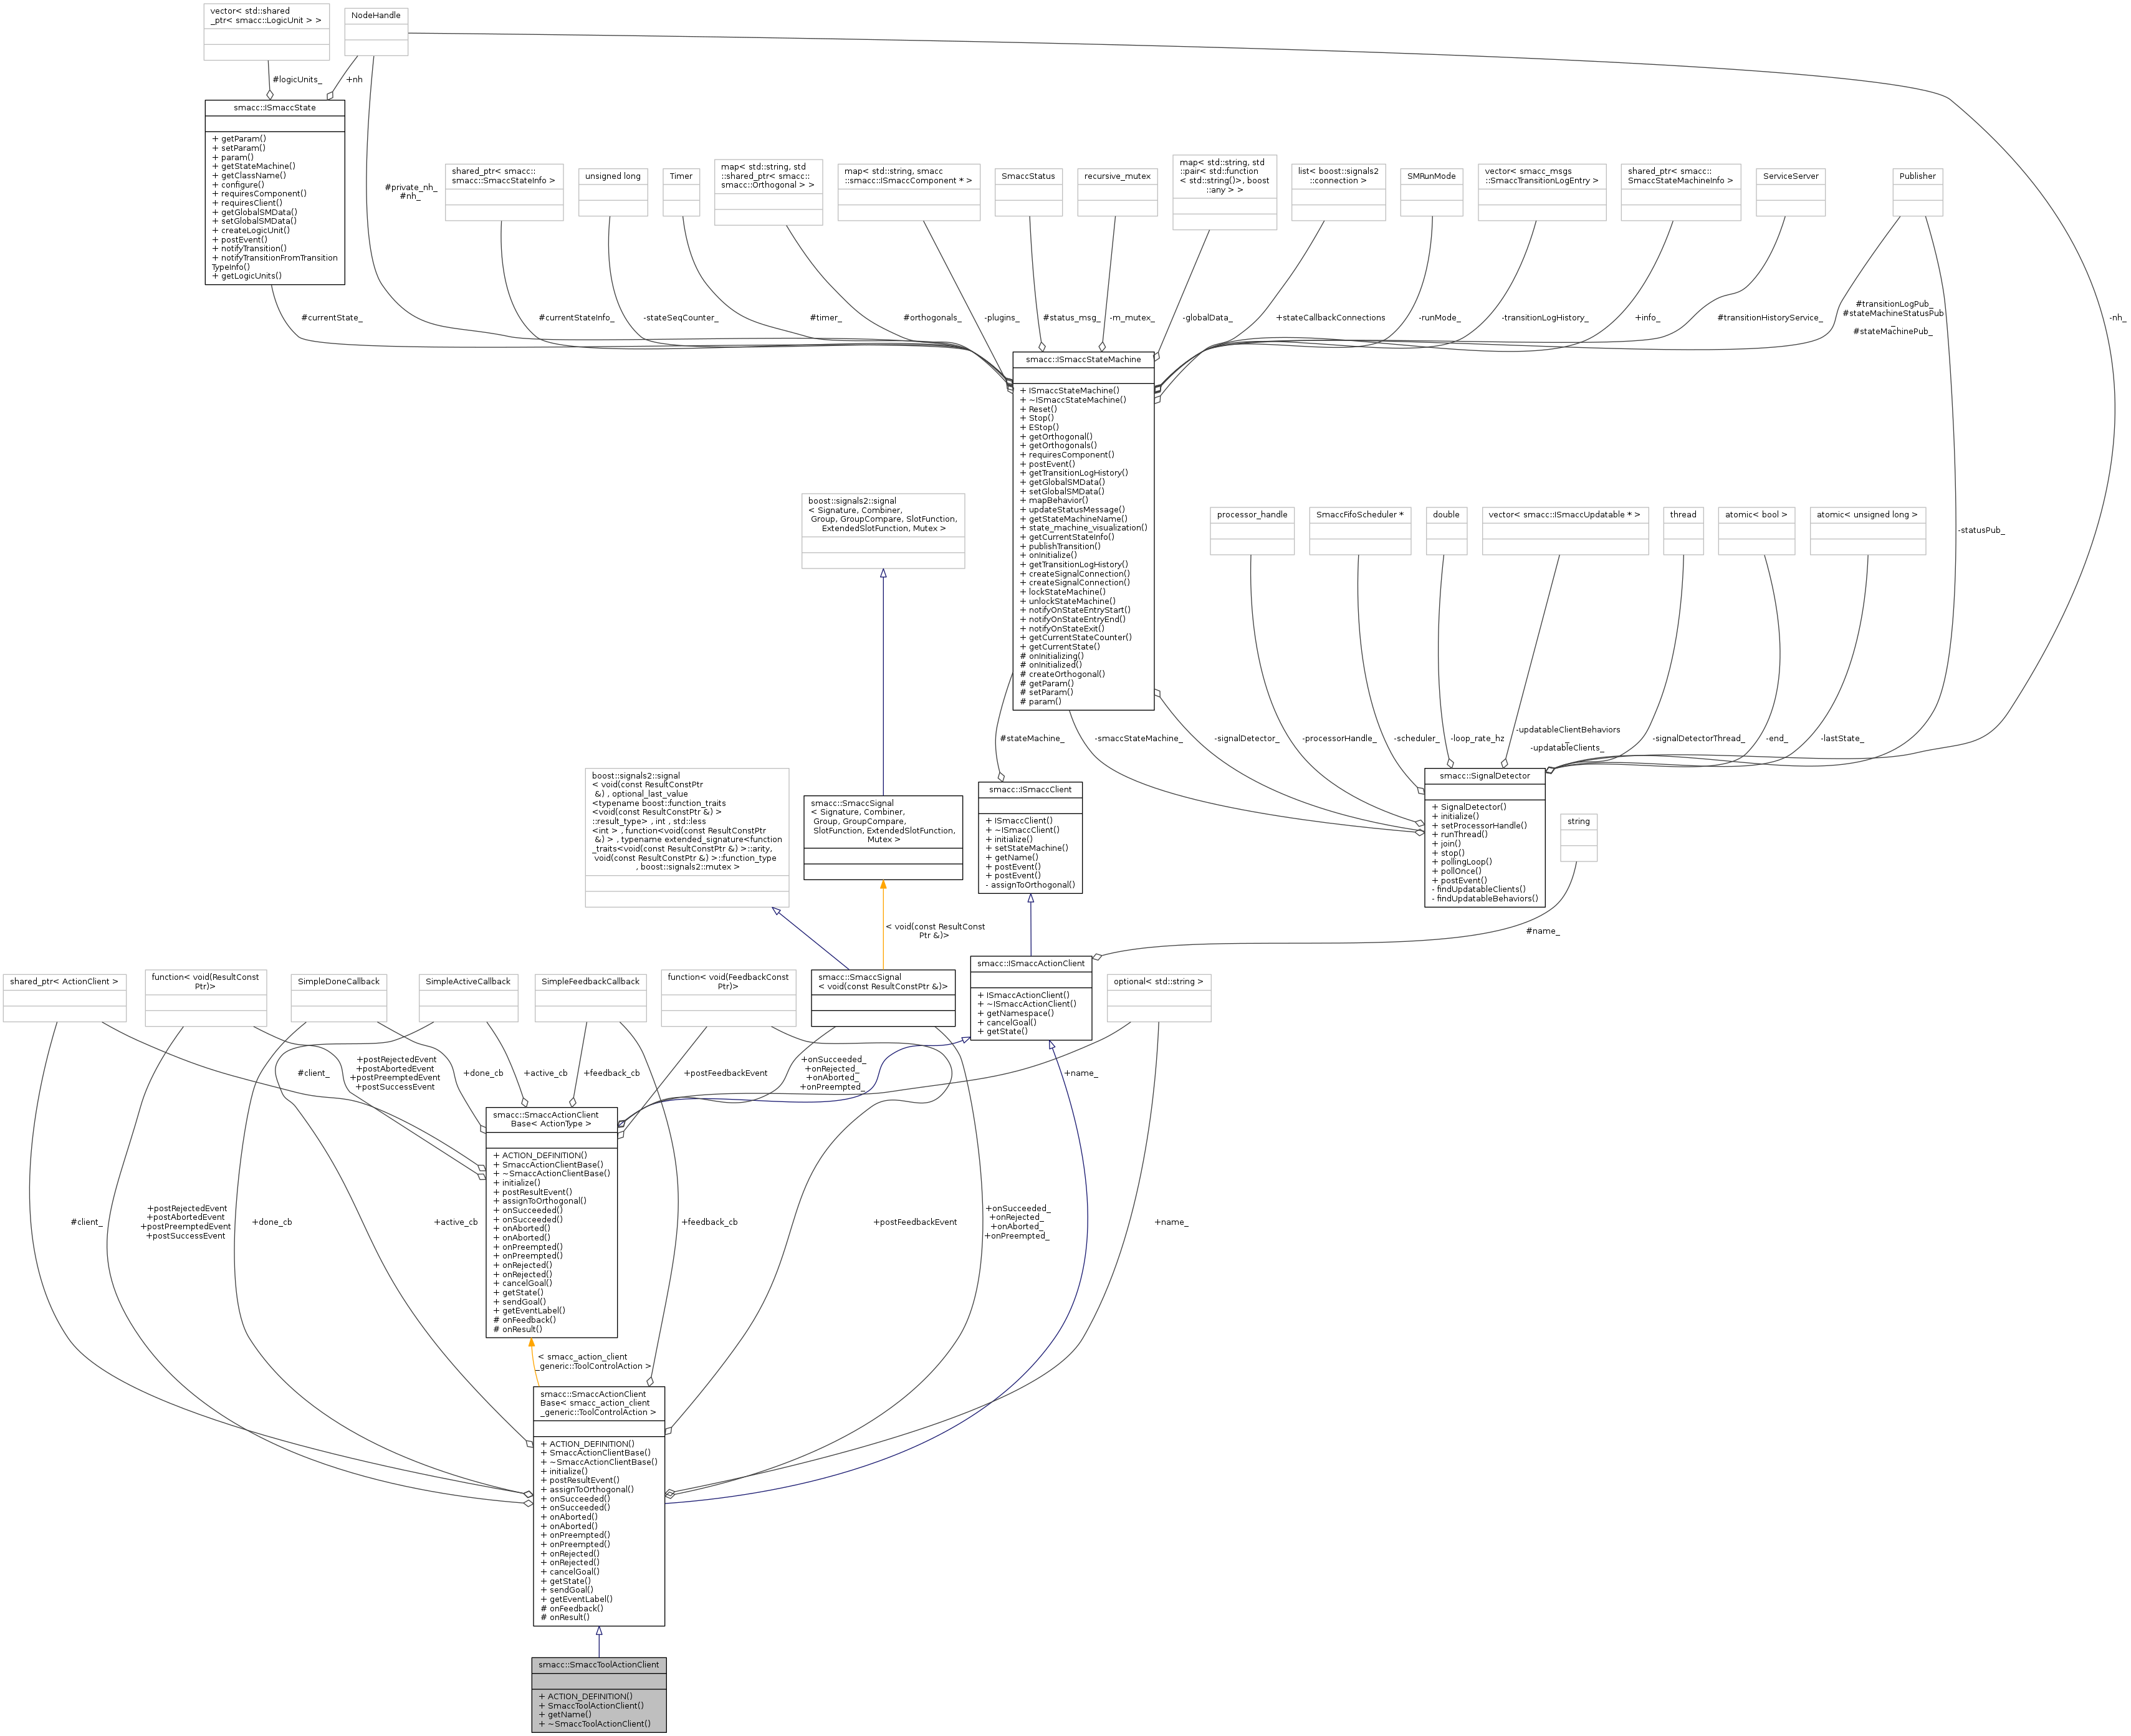 vector< std::shared
_ptr< smacc::LogicUnit > >
NodeHandle
#logicUnits_
+nh
smacc::ISmaccState
+ getParam()
+ setParam()
+ param()
+ getStateMachine()
+ getClassName()
+ configure()
+ requiresComponent()
+ requiresClient()
+ getGlobalSMData()
+ setGlobalSMData()
+ createLogicUnit()
+ postEvent()
+ notifyTransition()
+ notifyTransitionFromTransition
TypeInfo()
+ getLogicUnits()
#private_nh_
#nh_
shared_ptr< smacc::
smacc::SmaccStateInfo >
unsigned long
Timer
map< std::string, std
::shared_ptr< smacc::
smacc::Orthogonal > >
map< std::string, smacc
::smacc::ISmaccComponent * >
SmaccStatus
recursive_mutex
map< std::string, std
::pair< std::function
< std::string()>, boost
::any > >
list< boost::signals2
::connection >
SMRunMode
vector< smacc_msgs
::SmaccTransitionLogEntry >
shared_ptr< smacc::
SmaccStateMachineInfo >
ServiceServer
Publisher
#currentState_
#currentStateInfo_
-stateSeqCounter_
#timer_
#orthogonals_
-plugins_
#status_msg_
-m_mutex_
-globalData_
+stateCallbackConnections
-runMode_
-transitionLogHistory_
+info_
#transitionHistoryService_
#transitionLogPub_
#stateMachineStatusPub
_
#stateMachinePub_
-nh_
smacc::ISmaccStateMachine
+ ISmaccStateMachine()
+ ~ISmaccStateMachine()
+ Reset()
+ Stop()
+ EStop()
+ getOrthogonal()
+ getOrthogonals()
+ requiresComponent()
+ postEvent()
+ getTransitionLogHistory()
+ getGlobalSMData()
+ setGlobalSMData()
+ mapBehavior()
+ updateStatusMessage()
+ getStateMachineName()
+ state_machine_visualization()
+ getCurrentStateInfo()
+ publishTransition()
+ onInitialize()
+ getTransitionLogHistory()
+ createSignalConnection()
+ createSignalConnection()
+ lockStateMachine()
+ unlockStateMachine()
+ notifyOnStateEntryStart()
+ notifyOnStateEntryEnd()
+ notifyOnStateExit()
+ getCurrentStateCounter()
+ getCurrentState()
# onInitializing()
# onInitialized()
# createOrthogonal()
# getParam()
# setParam()
# param()
boost::signals2::signal
< Signature, Combiner,
Group, GroupCompare, SlotFunction,
ExtendedSlotFunction, Mutex >
processor_handle
SmaccFifoScheduler *
double
vector< smacc::ISmaccUpdatable * >
thread
atomic< bool >
atomic< unsigned long >
-statusPub_
#stateMachine_
-smaccStateMachine_
-signalDetector_
-processorHandle_
-scheduler_
-loop_rate_hz
-updatableClientBehaviors
_
-updatableClients_
-signalDetectorThread_
-end_
-lastState_
boost::signals2::signal
< void(const ResultConstPtr
&) , optional_last_value
<typename boost::function_traits
<void(const ResultConstPtr &) >
::result_type> , int , std::less
<int > , function<void(const ResultConstPtr
&) > , typename extended_signature<function
_traits<void(const ResultConstPtr &) >::arity,
void(const ResultConstPtr &) >::function_type
, boost::signals2::mutex >
smacc::SmaccSignal
< Signature, Combiner,
Group, GroupCompare,
SlotFunction, ExtendedSlotFunction,
Mutex >
smacc::ISmaccClient
+ ISmaccClient()
+ ~ISmaccClient()
+ initialize()
+ setStateMachine()
+ getName()
+ postEvent()
+ postEvent()
- assignToOrthogonal()
smacc::SignalDetector
+ SignalDetector()
+ initialize()
+ setProcessorHandle()
+ runThread()
+ join()
+ stop()
+ pollingLoop()
+ pollOnce()
+ postEvent()
- findUpdatableClients()
- findUpdatableBehaviors()
string
< void(const ResultConst
Ptr &)>
#name_
shared_ptr< ActionClient >
function< void(ResultConst
Ptr)>
SimpleDoneCallback
SimpleActiveCallback
SimpleFeedbackCallback
function< void(FeedbackConst
Ptr)>
smacc::SmaccSignal
< void(const ResultConstPtr &)>
smacc::ISmaccActionClient
+ ISmaccActionClient()
+ ~ISmaccActionClient()
+ getNamespace()
+ cancelGoal()
+ getState()
optional< std::string >
#client_
+postRejectedEvent
+postAbortedEvent
+postPreemptedEvent
+postSuccessEvent
+done_cb
+active_cb
+feedback_cb
+postFeedbackEvent
+onSucceeded_
+onRejected_
+onAborted_
+onPreempted_
+name_
smacc::SmaccActionClient
Base< ActionType >
+ ACTION_DEFINITION()
+ SmaccActionClientBase()
+ ~SmaccActionClientBase()
+ initialize()
+ postResultEvent()
+ assignToOrthogonal()
+ onSucceeded()
+ onSucceeded()
+ onAborted()
+ onAborted()
+ onPreempted()
+ onPreempted()
+ onRejected()
+ onRejected()
+ cancelGoal()
+ getState()
+ sendGoal()
+ getEventLabel()
# onFeedback()
# onResult()
#client_
+postRejectedEvent
+postAbortedEvent
+postPreemptedEvent
+postSuccessEvent
+done_cb
+active_cb
+feedback_cb
+postFeedbackEvent
+onSucceeded_
+onRejected_
+onAborted_
+onPreempted_
+name_
< smacc_action_client
_generic::ToolControlAction >
smacc::SmaccActionClient
Base< smacc_action_client
_generic::ToolControlAction >
+ ACTION_DEFINITION()
+ SmaccActionClientBase()
+ ~SmaccActionClientBase()
+ initialize()
+ postResultEvent()
+ assignToOrthogonal()
+ onSucceeded()
+ onSucceeded()
+ onAborted()
+ onAborted()
+ onPreempted()
+ onPreempted()
+ onRejected()
+ onRejected()
+ cancelGoal()
+ getState()
+ sendGoal()
+ getEventLabel()
# onFeedback()
# onResult()
smacc::SmaccToolActionClient
+ ACTION_DEFINITION()
+ SmaccToolActionClient()
+ getName()
+ ~SmaccToolActionClient()